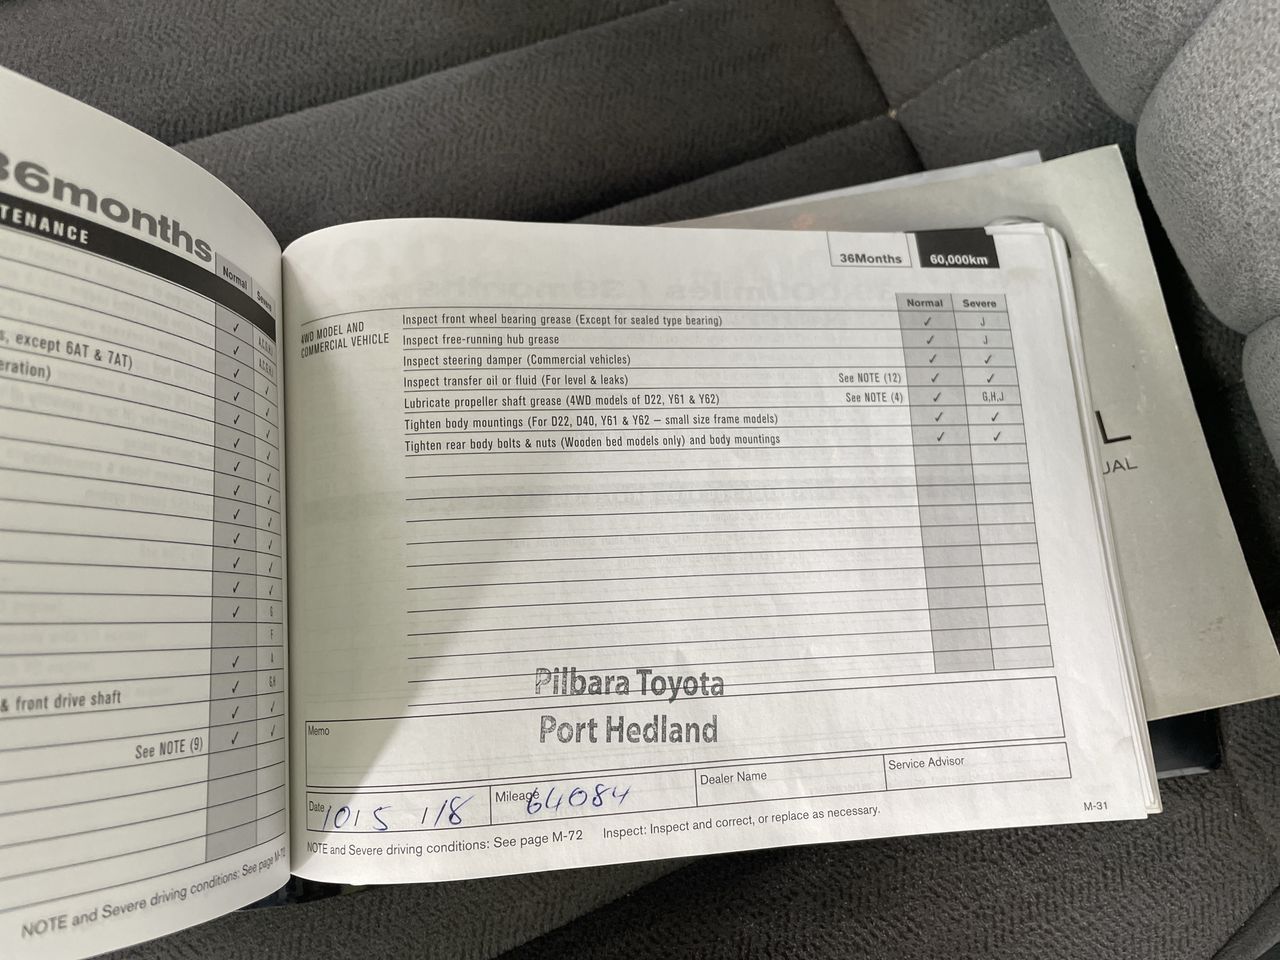 36months
TENANCE
Normal
Severe
s, except 6AT & 7AT)
eration)
G
F
A
G,H
& front drive shaft
See NOTE (9)
NOTE and Severe driving conditions: See page M-72
36Months 60,000km
Normal Severe
4WD MODEL AND
COMMERCIAL VEHICLE
Inspect front wheel bearing grease (Except for sealed type bearing) ✓ J
Inspect free-running hub grease ✓ J
Inspect steering damper (Commercial vehicles) ✓ ✓
Inspect transfer oil or fluid (For level & leaks) See NOTE (12) ✓ ✓
Lubricate propeller shaft grease (4WD models of D22, Y61 & Y62) See NOTE (4) ✓ G,H,J
Tighten body mountings (For D22, D40, Y61 & Y62 – small size frame models) ✓ ✓
Tighten rear body bolts & nuts (Wooden bed models only) and body mountings ✓ ✓
Pilbara Toyota
Port Hedland
Memo
Date Mileage 64084 Dealer Name Service Advisor
NOTE and Severe driving conditions: See page M-72 Inspect: Inspect and correct, or replace as necessary.
M-31
L
UAL